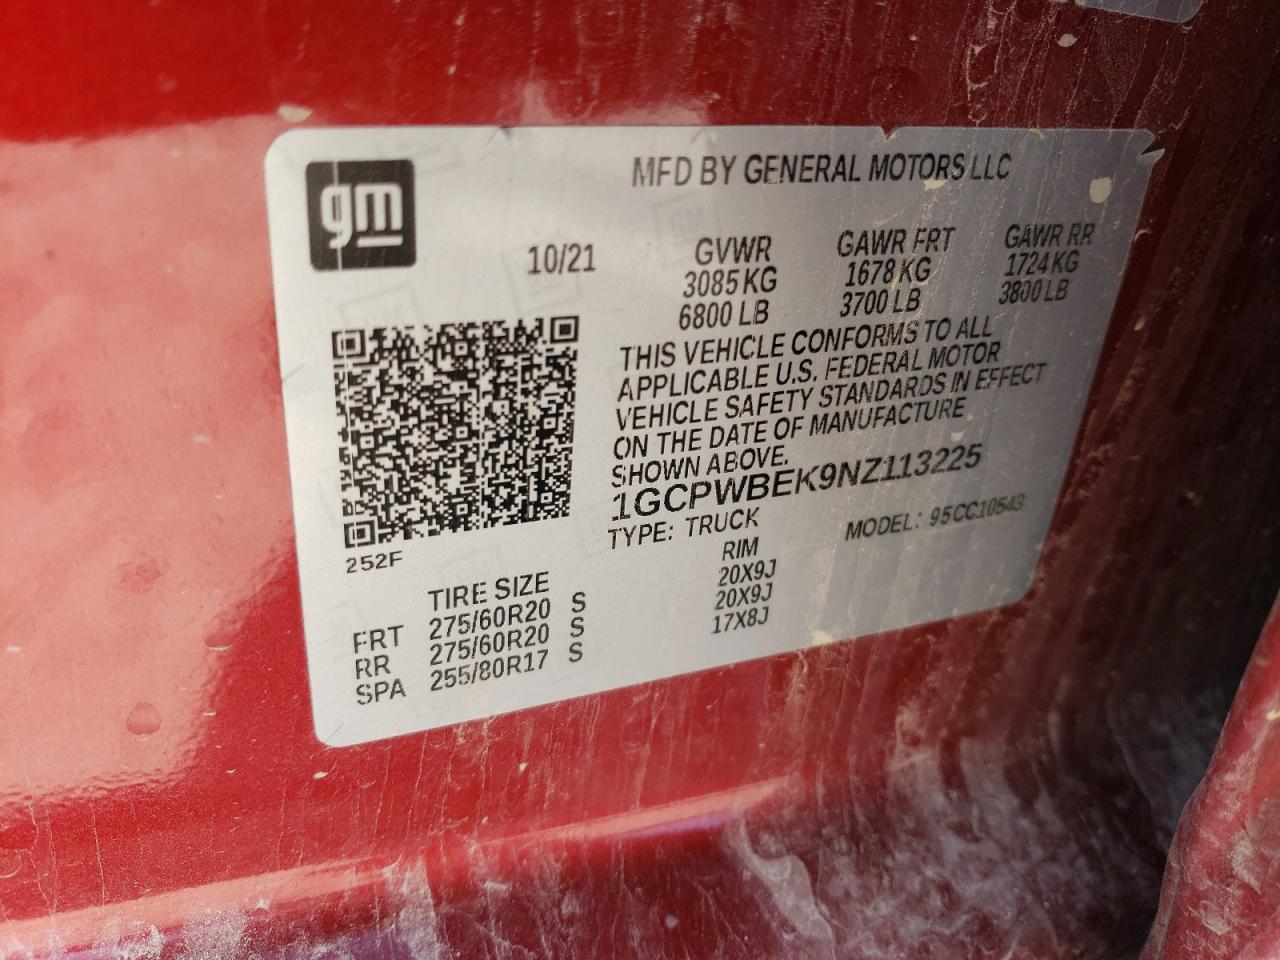 gm
MFD BY GENERAL MOTORS LLC
10/21
GVWR GAWR FRT GAWR RR
3085 KG 1678 KG 1724 KG
6800 LB 3700 LB 3800 LB
THIS VEHICLE CONFORMS TO ALL
APPLICABLE U.S. FEDERAL MOTOR
VEHICLE SAFETY STANDARDS IN EFFECT
ON THE DATE OF MANUFACTURE
SHOWN ABOVE.
1GCPWBEK9NZ113225
TYPE: TRUCK MODEL: 95CC10543
252F
TIRE SIZE RIM
FRT 275/60R20 S 20X9J
RR 275/60R20 S 20X9J
SPA 255/80R17 S 17X8J